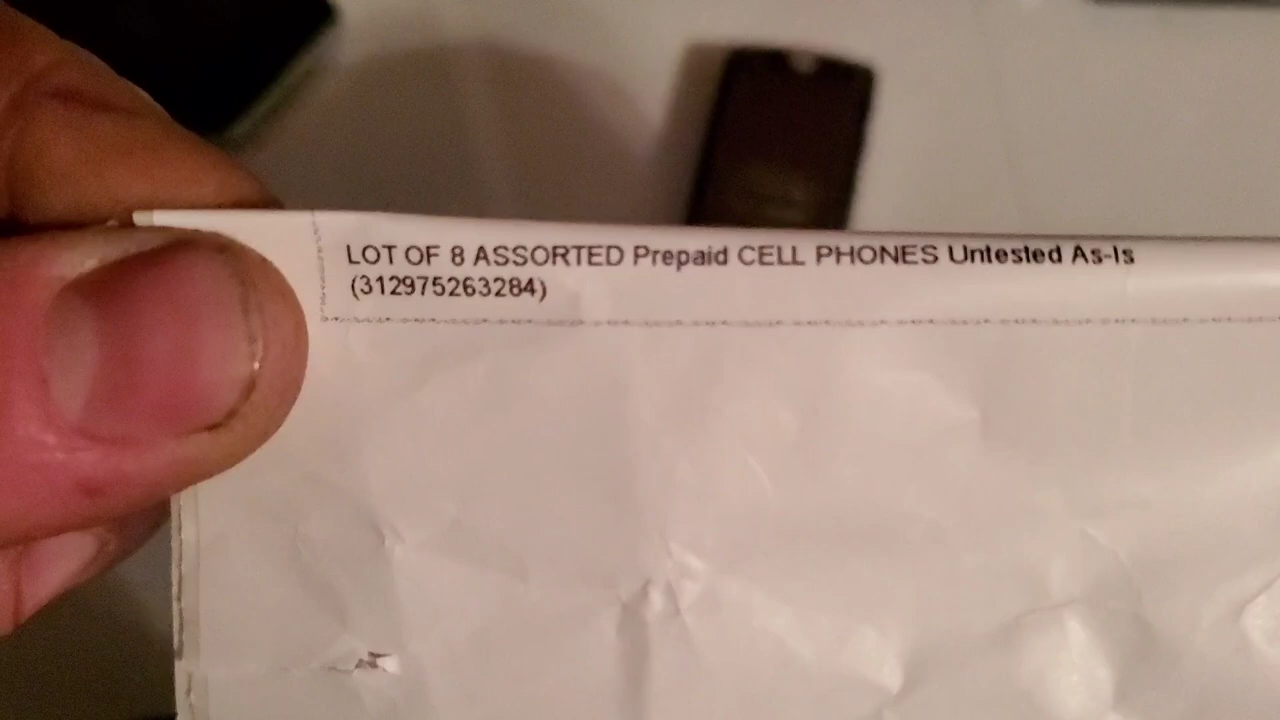 LOT OF 8 ASSORTED Prepaid CELL PHONES Untested As-Is
(312975263284)